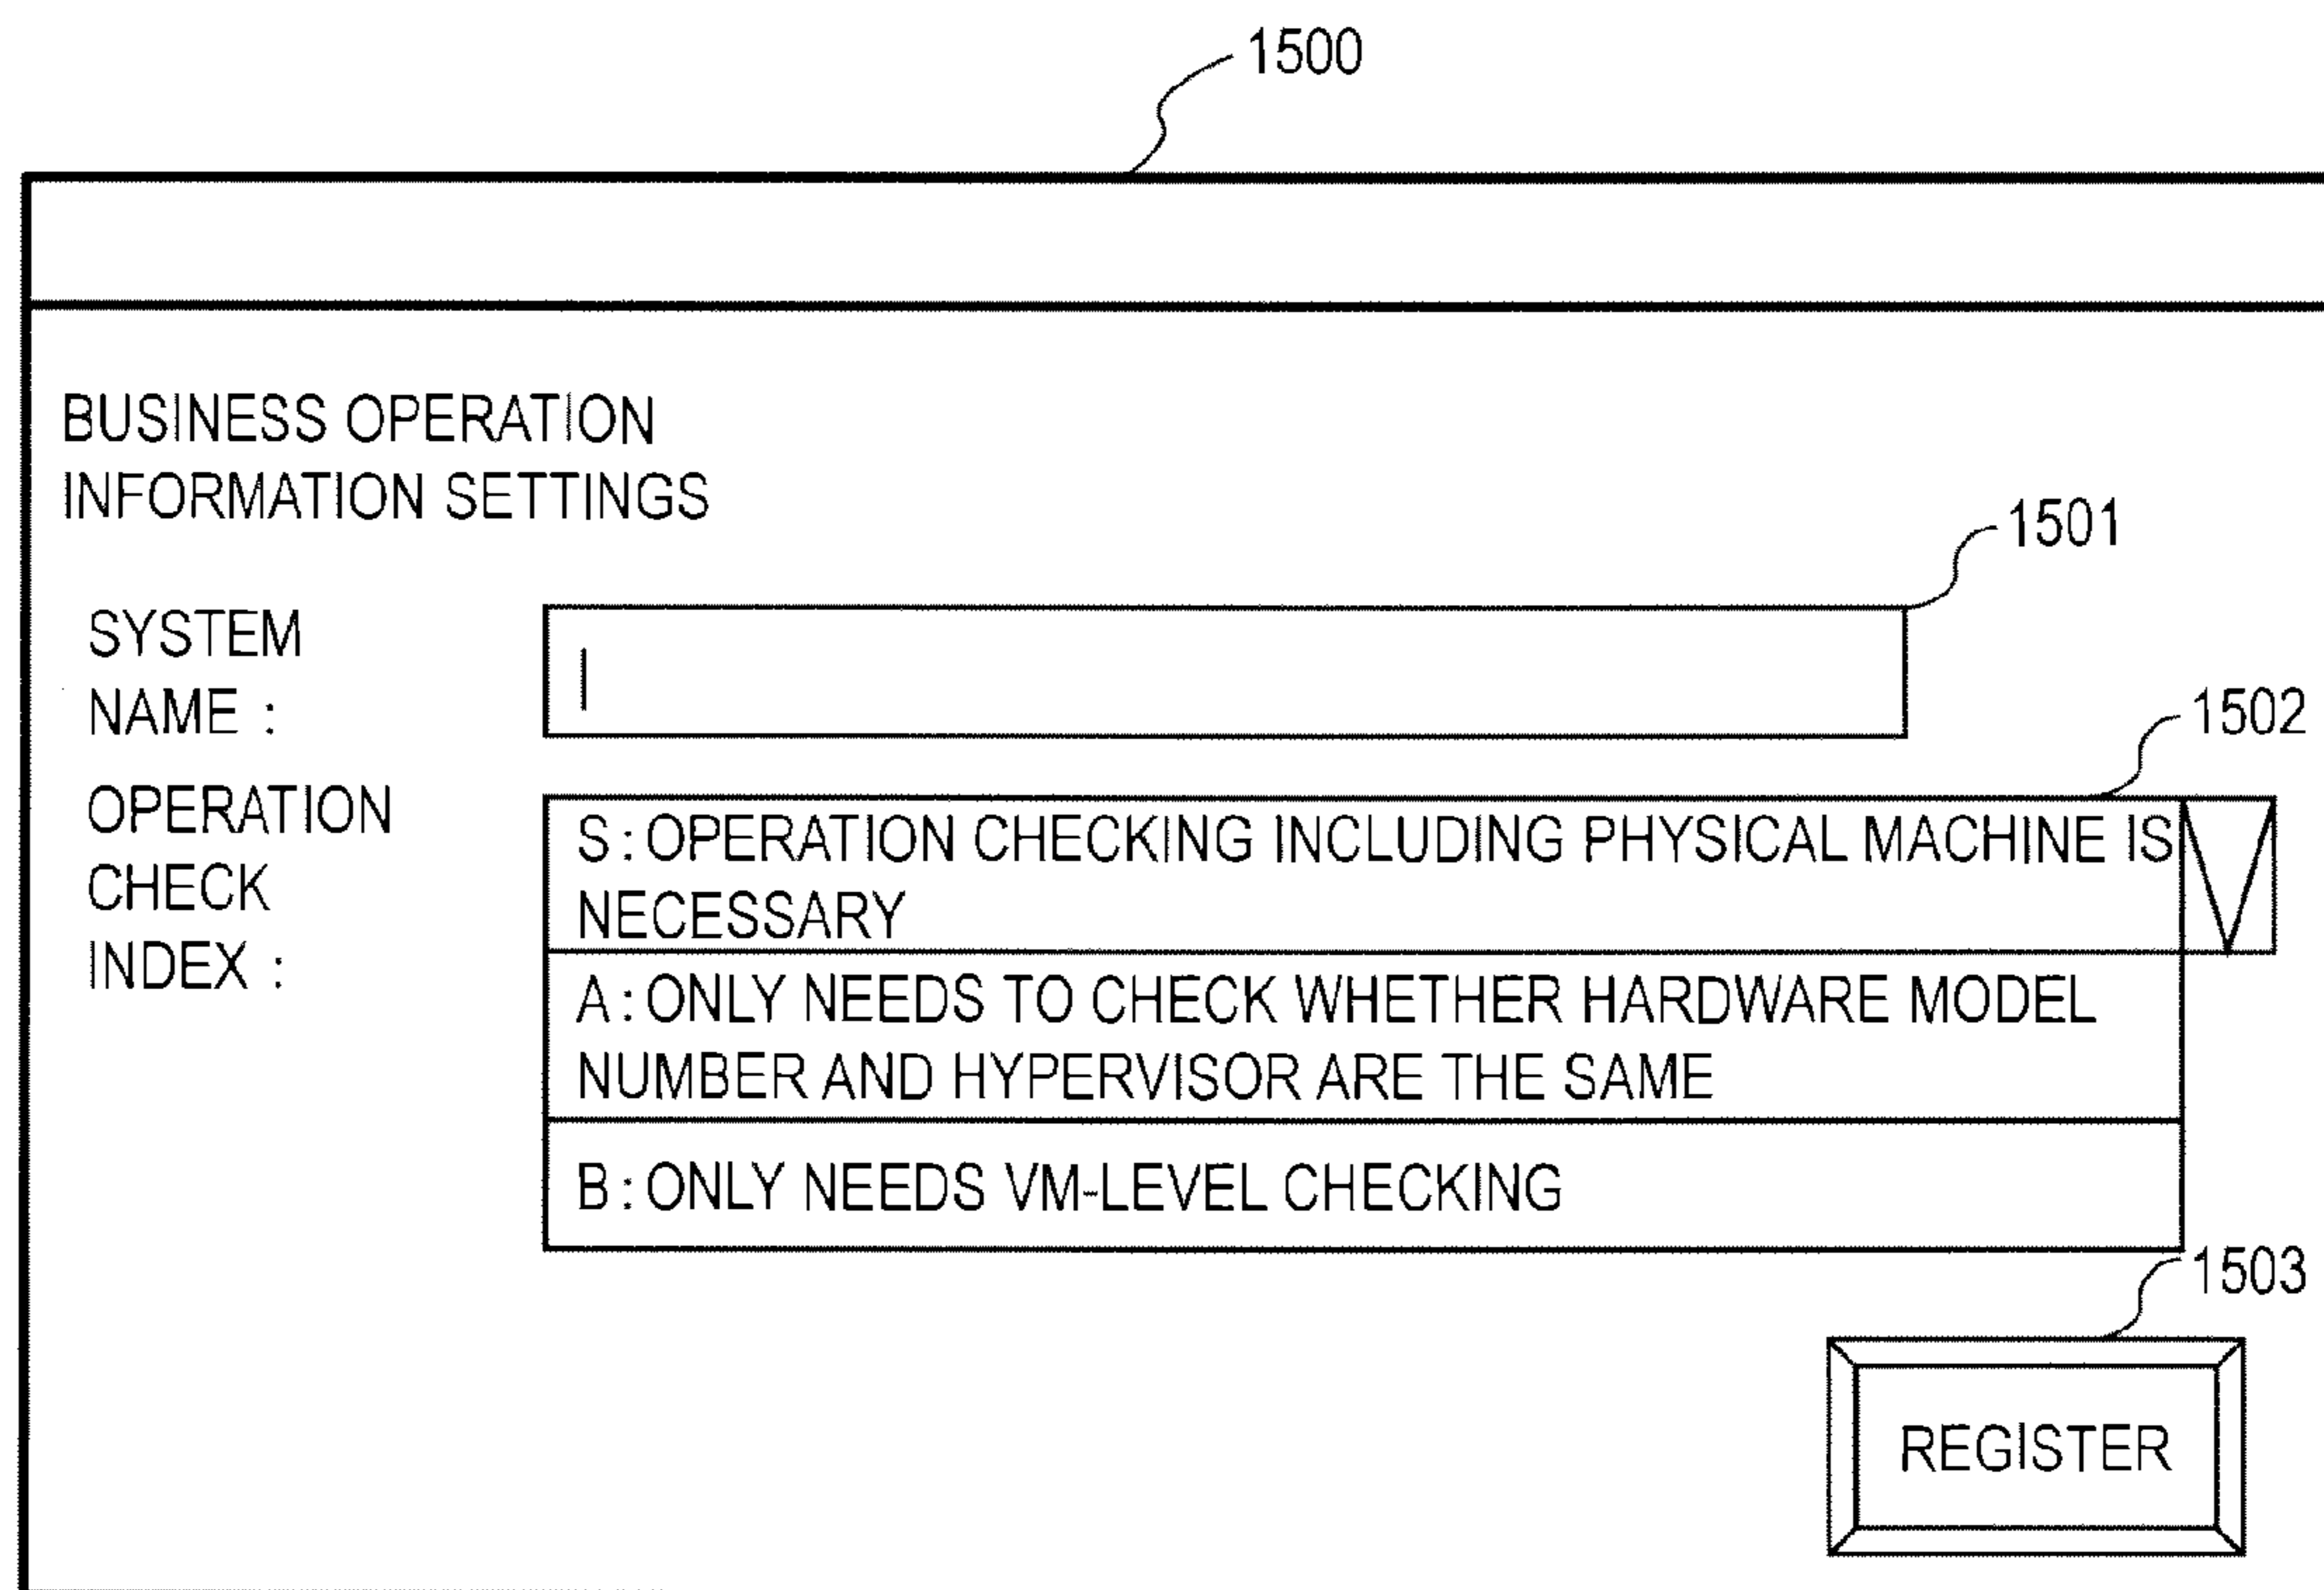 1500
BUSINESS OPERATION
INFORMATION SETTINGS
1501
SYSTEM
NAME :
1502
OPERATION
CHECK
INDEX :
S : OPERATION CHECKING INCLUDING PHYSICAL MACHINE IS
NECESSARY
A : ONLY NEEDS TO CHECK WHETHER HARDWARE MODEL
NUMBER AND HYPERVISOR ARE THE SAME
B : ONLY NEEDS VM-LEVEL CHECKING
1503
REGISTER